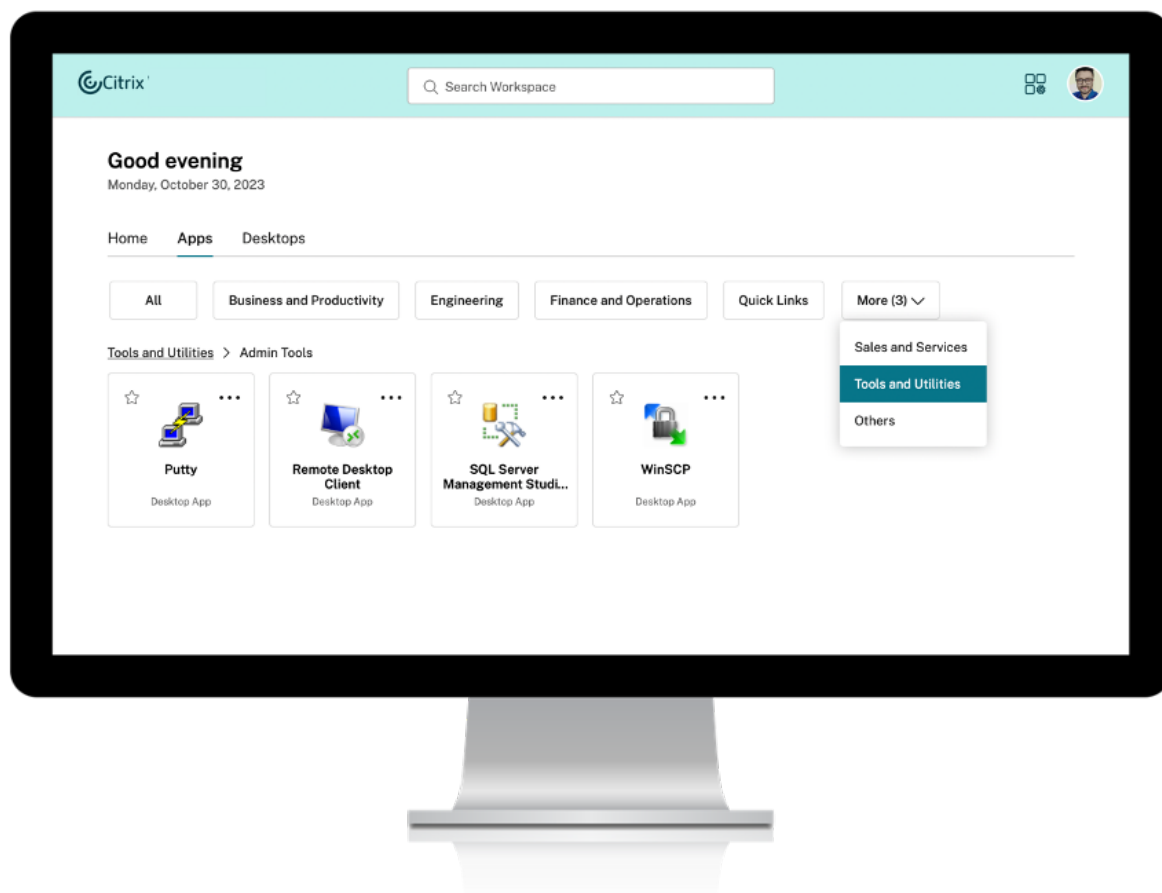 Citrix
Search Workspace
Good evening
Monday, October 30, 2023
Home Apps Desktops
All Business and Productivity Engineering Finance and Operations Quick Links More (3)
Sales and Services
Tools and Utilities
Others
Tools and Utilities > Admin Tools
Putty
Desktop App
Remote Desktop
Client
Desktop App
SQL Server
Management Studi...
Desktop App
WinSCP
Desktop App